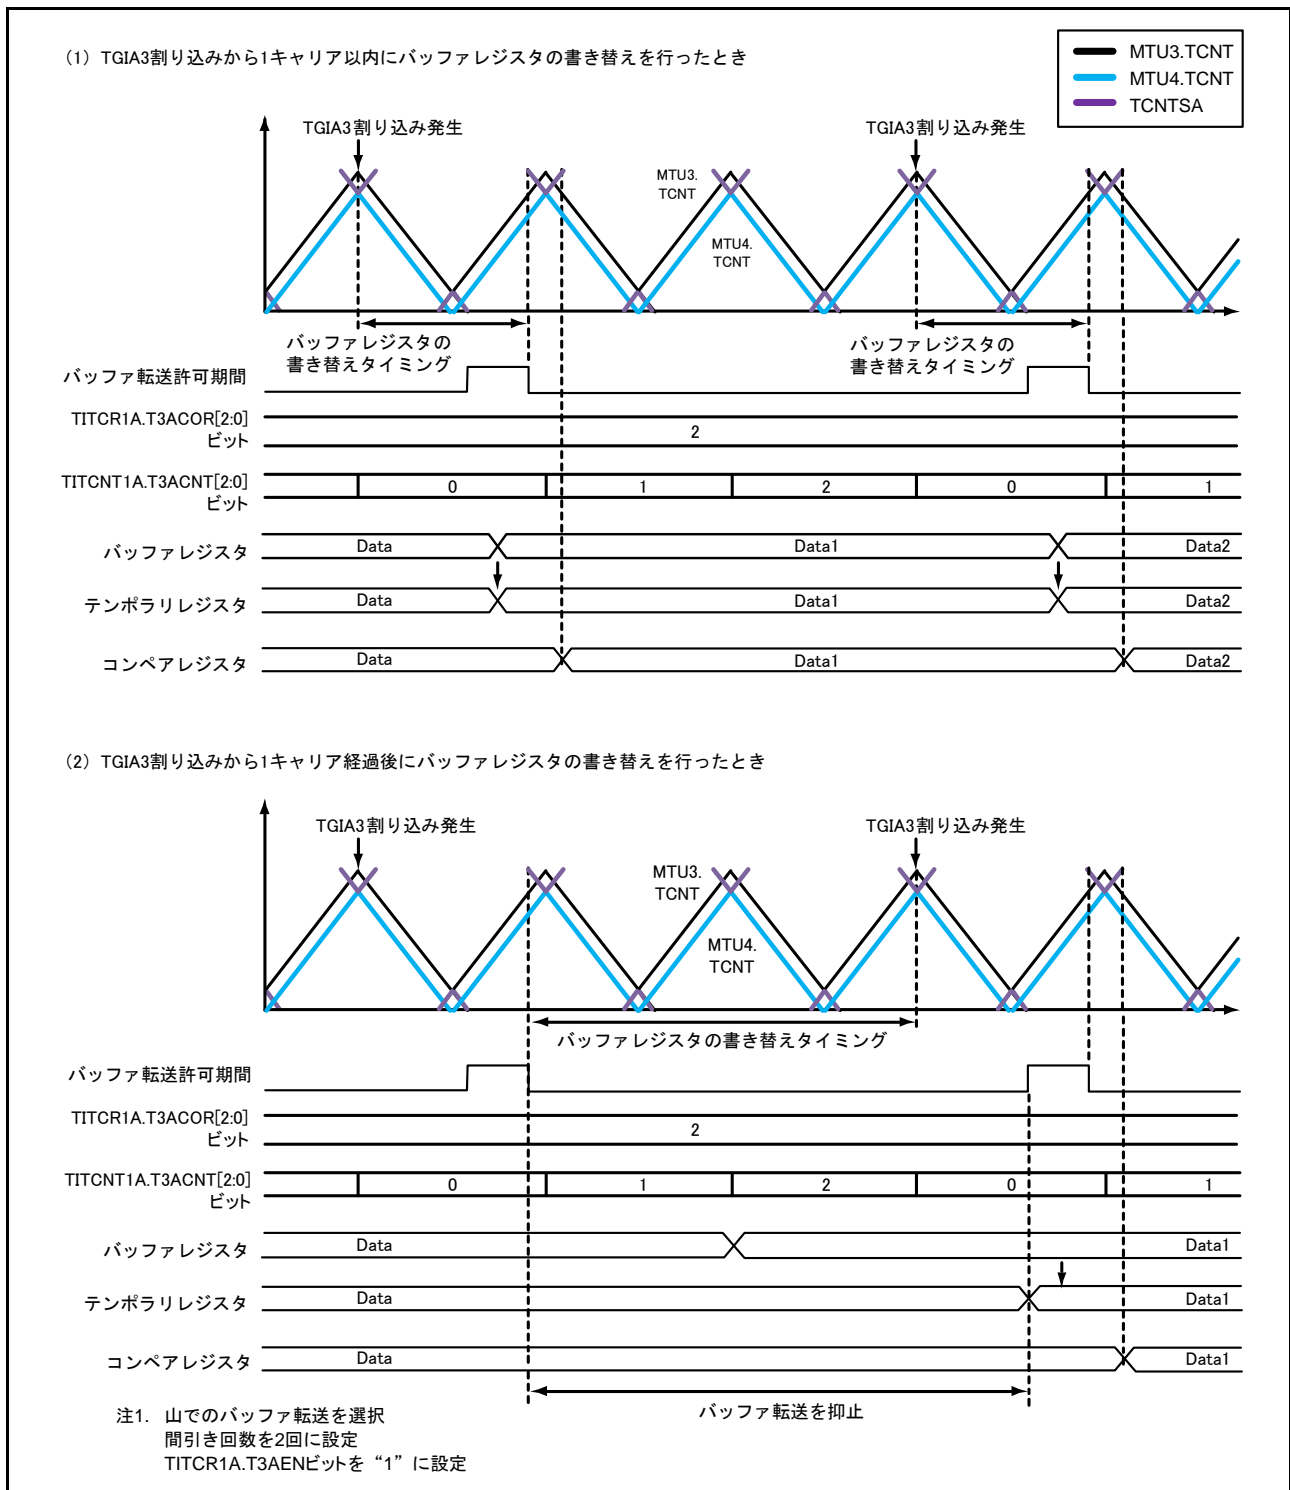 (1) TGIA3割り込みから1キャリア以内にバッファレジスタの書き替えを行ったとき
MTU3.TCNT
MTU4.TCNT
TCNTSA
TGIA3割り込み発生
TGIA3割り込み発生
MTU3.
TCNT
MTU4.
TCNT
バッファレジスタの
書き替えタイミング
バッファレジスタの
書き替えタイミング
バッファ転送許可期間
TITCR1A.T3ACOR[2:0]
ビット
2
TITCNT1A.T3ACNT[2:0]
ビット
0
1
2
0
1
バッファレジスタ
Data
Data1
Data2
テンポラリレジスタ
Data
Data1
Data2
コンペアレジスタ
Data
Data1
Data2
(2) TGIA3割り込みから1キャリア経過後にバッファレジスタの書き替えを行ったとき
TGIA3割り込み発生
TGIA3割り込み発生
MTU3.
TCNT
MTU4.
TCNT
バッファレジスタの書き替えタイミング
バッファ転送許可期間
TITCR1A.T3ACOR[2:0]
ビット
2
TITCNT1A.T3ACNT[2:0]
ビット
0
1
2
0
1
バッファレジスタ
Data
Data1
テンポラリレジスタ
Data
Data1
コンペアレジスタ
Data
Data1
バッファ転送を抑止
注1. 山でのバッファ転送を選択
間引き回数を2回に設定
TITCR1A.T3AENビットを“1”に設定